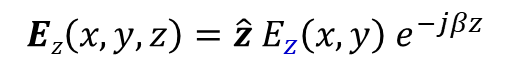 𝑬_z(x, y, z) = 𝒛̂ E_z(x, y) e^{-jβz}